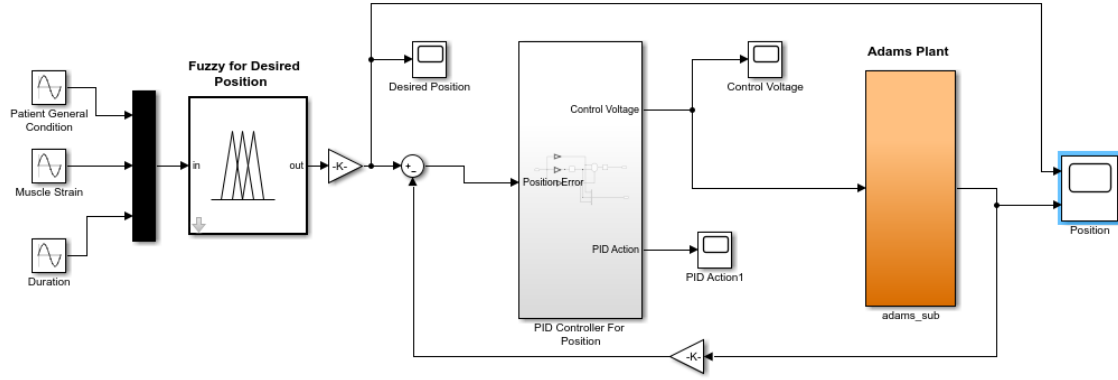 Patient General
Condition
Muscle Strain
Duration
Fuzzy for Desired
Position
in
out
-K-
Desired Position
+
-
Position Error
Control Voltage
PID Action
PID Controller For
Position
Control Voltage
PID Action1
Adams Plant
adams_sub
Position
-K-